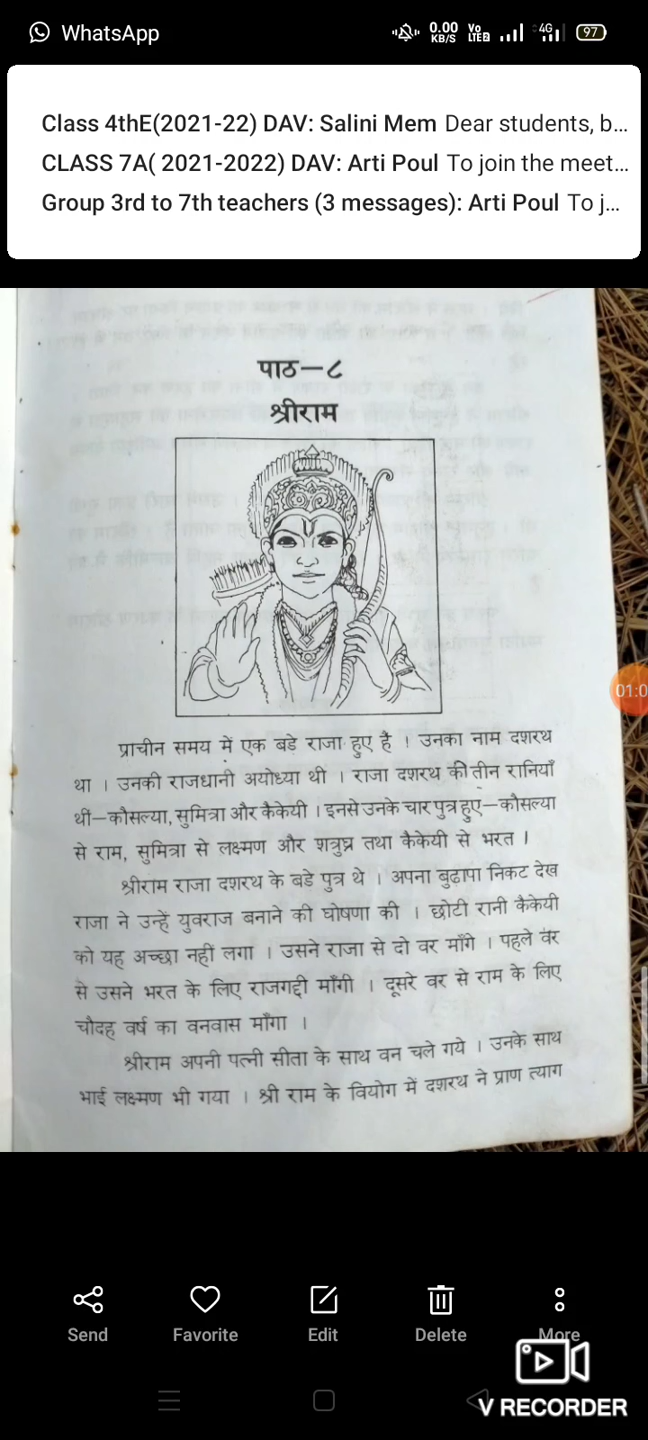 WhatsApp
0.00 KB/S
Vo LTE2
4G
97
Class 4thE(2021-22) DAV: Salini Mem Dear students, b...
CLASS 7A( 2021-2022) DAV: Arti Poul To join the meet...
Group 3rd to 7th teachers (3 messages): Arti Poul To j...
पाठ–८
श्रीराम
01:0
प्राचीन समय में एक बडे राजा हुए है । उनका नाम दशरथ
था । उनकी राजधानी अयोध्या थी । राजा दशरथ की तीन रानियाँ
थीं–कौसल्या, सुमित्रा और कैकेयी । इनसे उनके चार पुत्र हुए–कौसल्या
से राम, सुमित्रा से लक्ष्मण और शत्रुघ्न तथा कैकेयी से भरत ।
श्रीराम राजा दशरथ के बडे पुत्र थे । अपना बुढापा निकट देख
राजा ने उन्हें युवराज बनाने की घोषणा की । छोटी रानी कैकेयी
को यह अच्छा नहीं लगा । उसने राजा से दो वर माँगे । पहले वर
से उसने भरत के लिए राजगद्दी माँगी । दूसरे वर से राम के लिए
चौदह वर्ष का वनवास माँगा ।
श्रीराम अपनी पत्नी सीता के साथ वन चले गये । उनके साथ
भाई लक्ष्मण भी गया । श्री राम के वियोग में दशरथ ने प्राण त्याग
Send
Favorite
Edit
Delete
More
V RECORDER